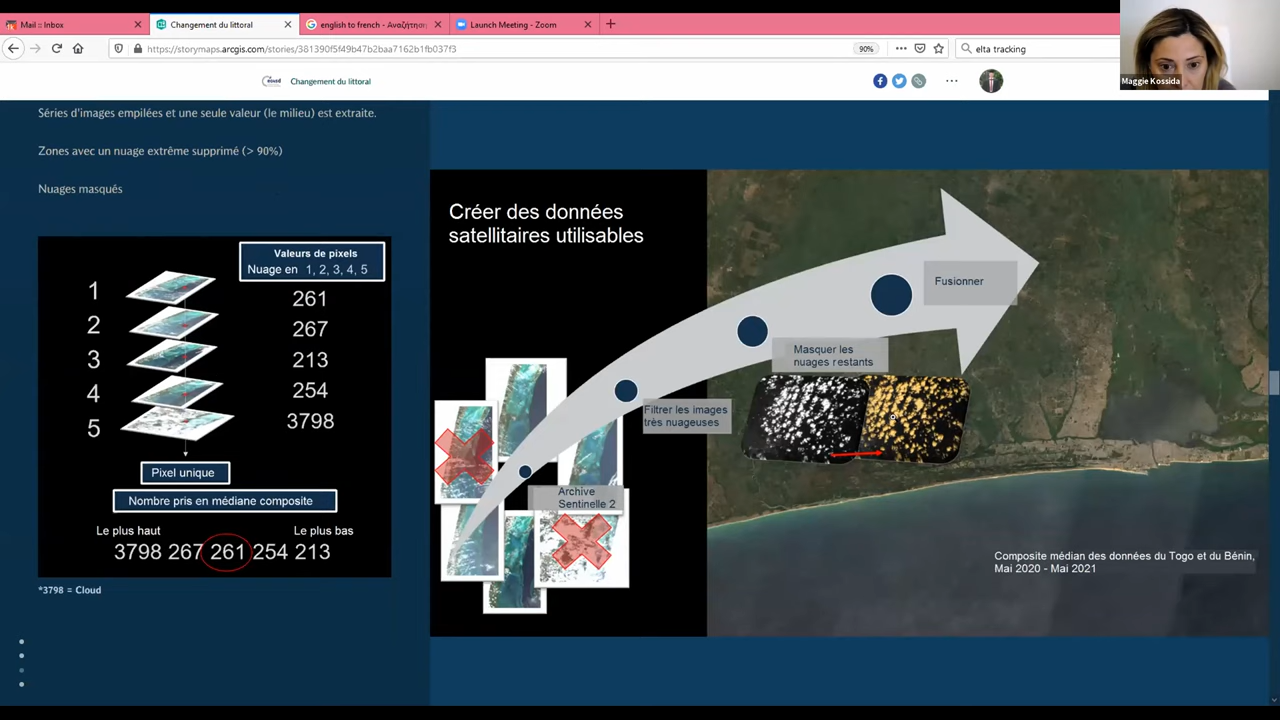 Mail :: Inbox
Changement du littoral
english to french - Αναζήτηση
Launch Meeting - Zoom
https://storymaps.arcgis.com/stories/381390f5f49b47b2baa7162b1fb037f3
90%
elta tracking
Maggie Kossida
Changement du littoral
Séries d'images empilées et une seule valeur (le milieu) est extraite.
Zones avec un nuage extrême supprimé (> 90%)
Nuages masqués
Valeurs de pixels
Nuage en 1, 2, 3, 4, 5
1 261
2 267
3 213
4 254
5 3798
Pixel unique
Nombre pris en médiane composite
Le plus haut Le plus bas
3798 267 261 254 213
*3798 = Cloud
Créer des données
satellitaires utilisables
Fusionner
Masquer les
nuages restants
Filtrer les images
très nuageuses
Archive
Sentinelle 2
Composite médian des données du Togo et du Bénin,
Mai 2020 - Mai 2021